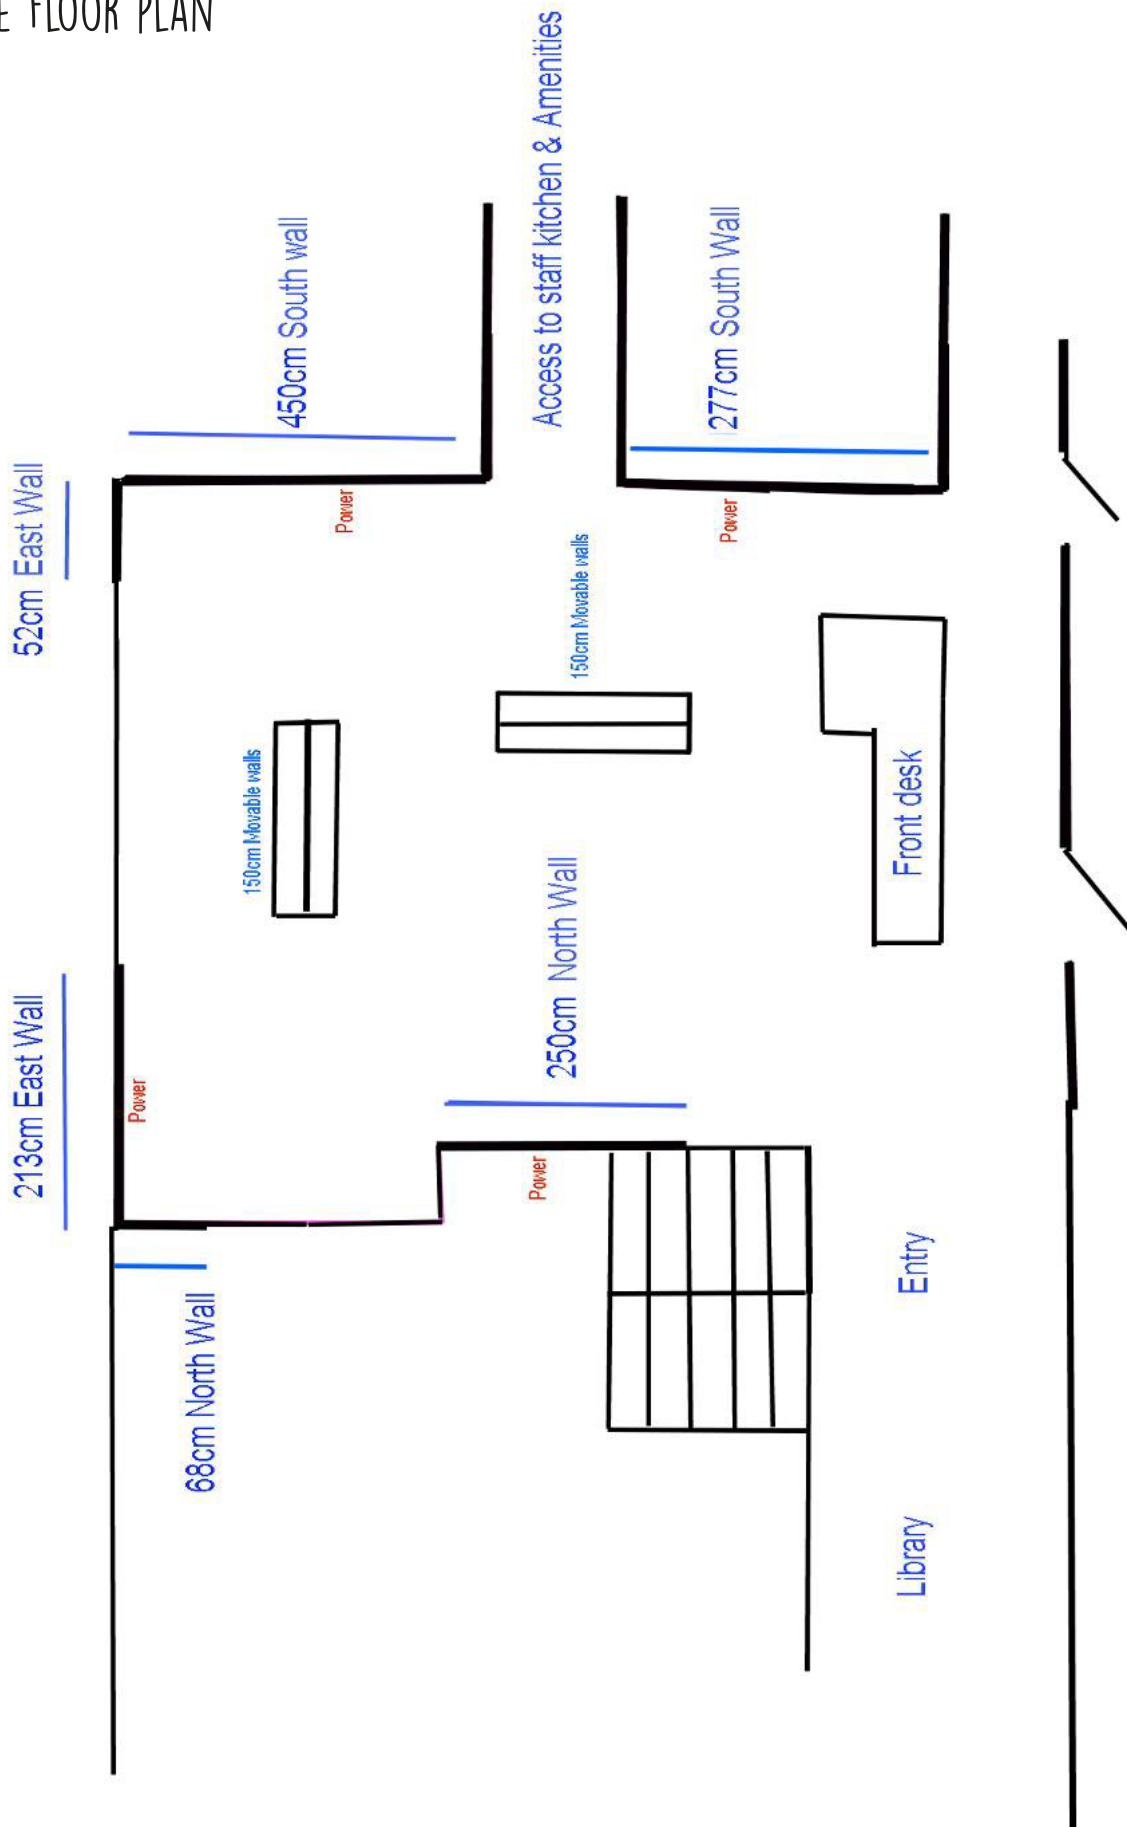 FLOOR PLAN
Access to staff kitchen & Amenities
450cm South wall
277cm South Wall
52cm East Wall
Power
Power
150cm Movable walls
150cm Movable walls
Front desk
250cm North Wall
213cm East Wall
Power
Power
Entry
68cm North Wall
Library